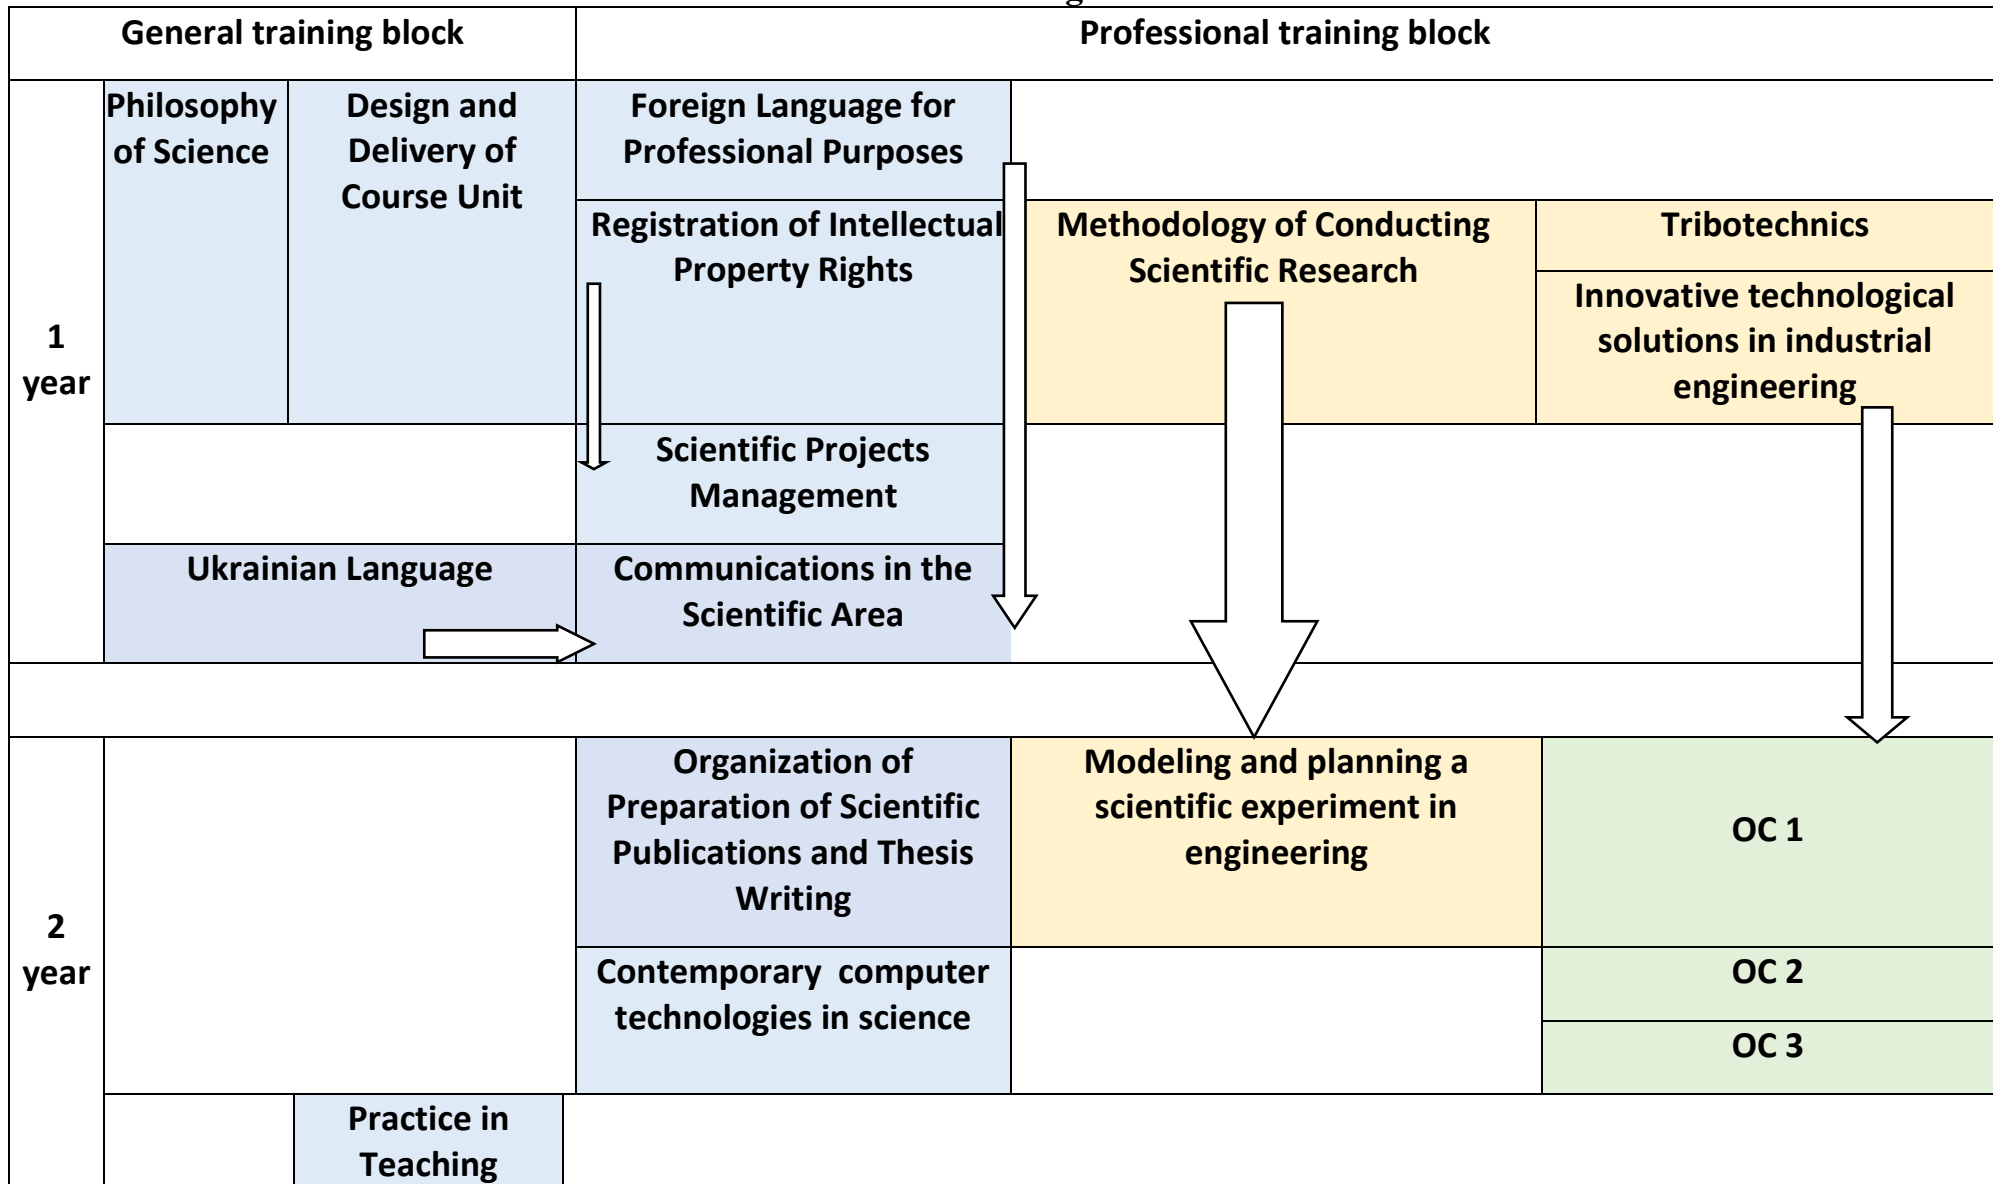 General training block
Professional training block
1
year
Philosophy
of Science
Design and
Delivery of
Course Unit
Foreign Language for
Professional Purposes
Registration of Intellectual
Property Rights
Methodology of Conducting
Scientific Research
Tribotechnics
Innovative technological
solutions in industrial
engineering
Scientific Projects
Management
Ukrainian Language
Communications in the
Scientific Area
2
year
Organization of
Preparation of Scientific
Publications and Thesis
Writing
Modeling and planning a
scientific experiment in
engineering
OC 1
Contemporary computer
technologies in science
OC 2
OC 3
Practice in
Teaching